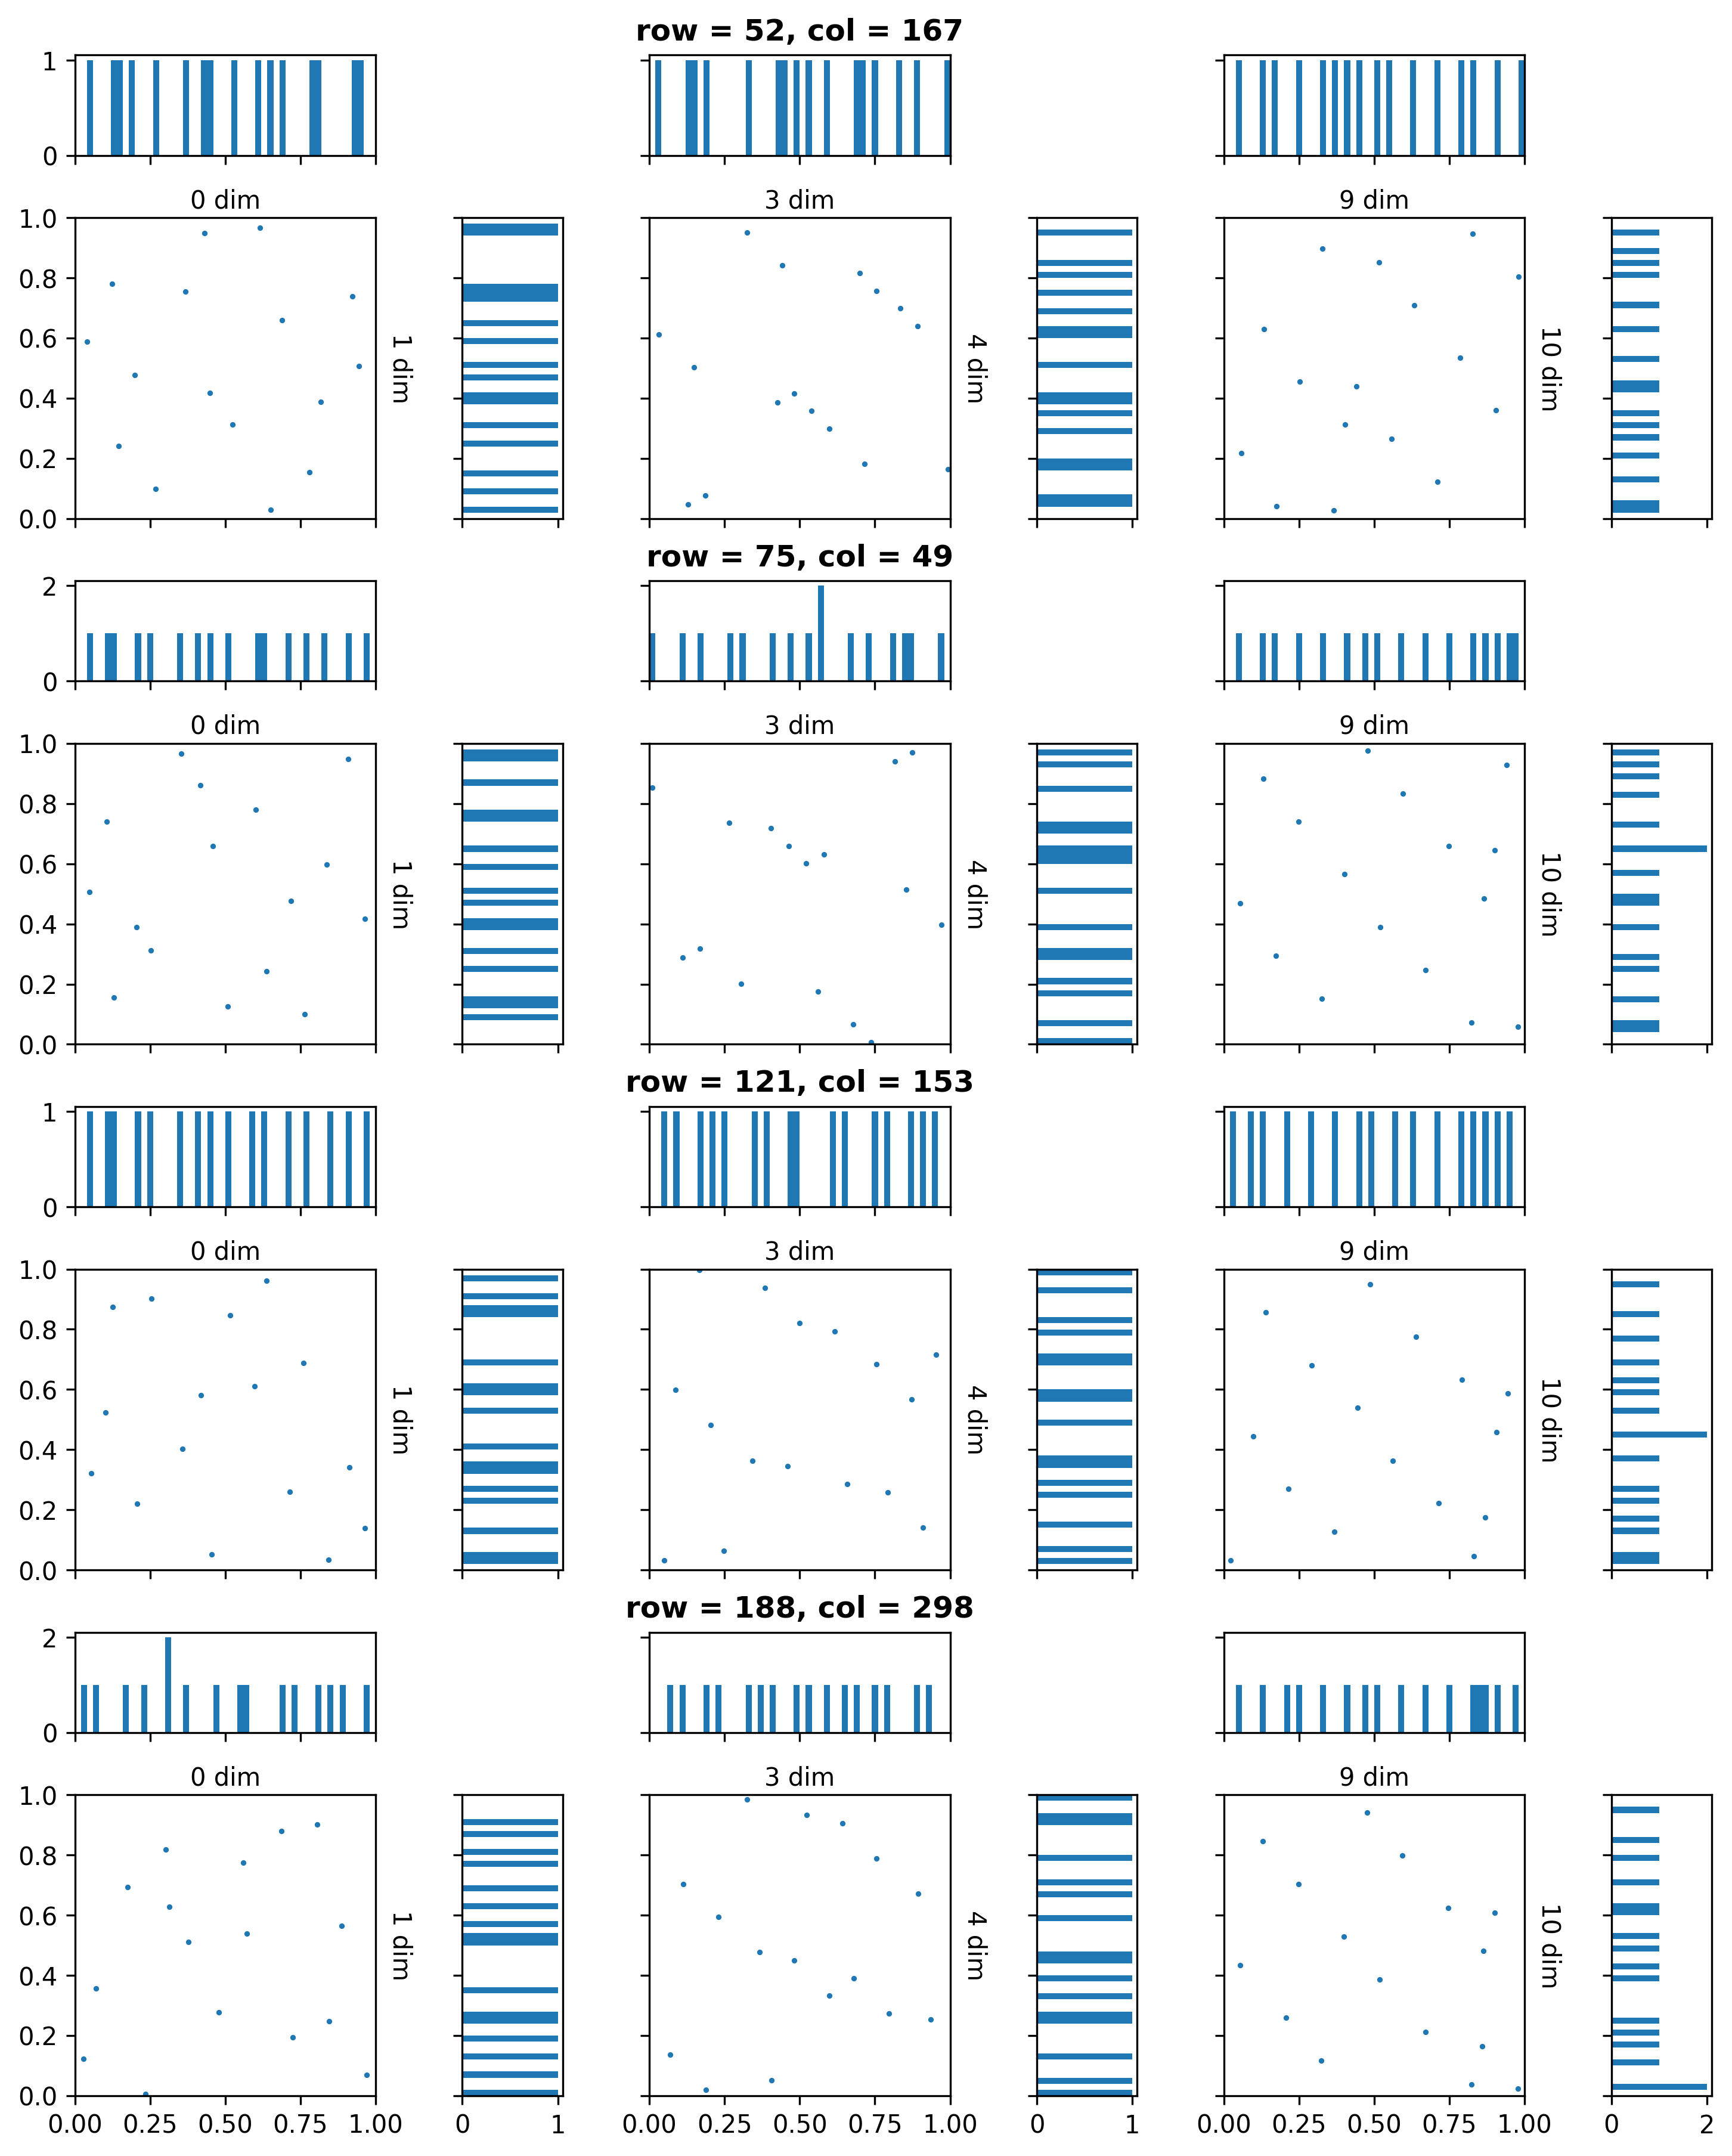 row = 52, col = 167
1
0
0 dim
3 dim
9 dim
1.0
0.8
0.6
0.4
0.2
0.0
1 dim
4 dim
10 dim
row = 75, col = 49
2
0
0 dim
3 dim
9 dim
1.0
0.8
0.6
0.4
0.2
0.0
1 dim
4 dim
10 dim
row = 121, col = 153
1
0
0 dim
3 dim
9 dim
1.0
0.8
0.6
0.4
0.2
0.0
1 dim
4 dim
10 dim
row = 188, col = 298
2
0
0 dim
3 dim
9 dim
1.0
0.8
0.6
0.4
0.2
0.0
1 dim
4 dim
10 dim
0.00 0.25 0.50 0.75 1.00 0 1 0.00 0.25 0.50 0.75 1.00 0 1 0.00 0.25 0.50 0.75 1.00 0 2